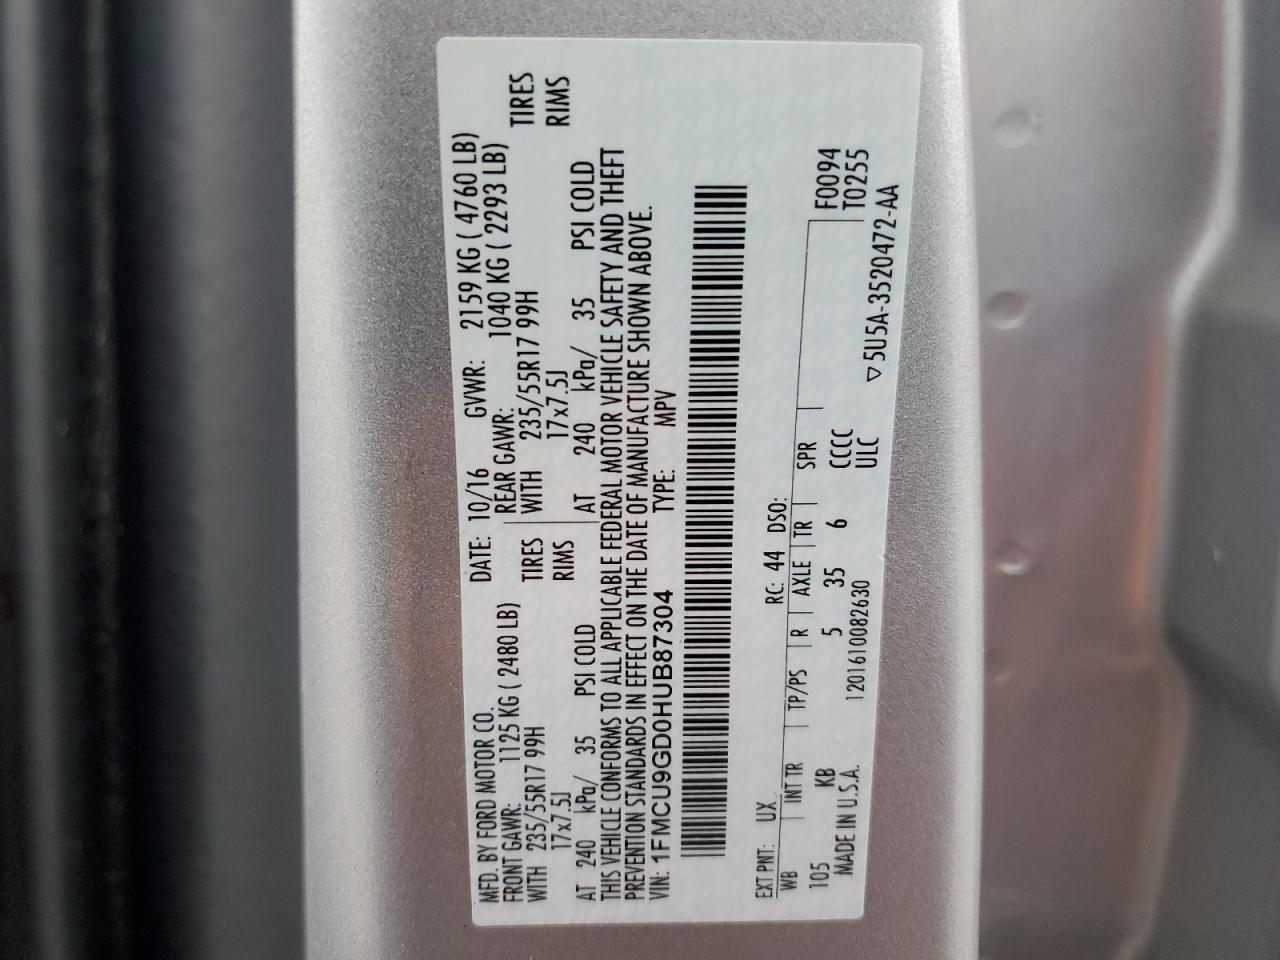 MFD. BY FORD MOTOR CO. DATE: 10/16 GVWR: 2159 KG ( 4760 LB)
FRONT GAWR: 1125 KG ( 2480 LB) REAR GAWR: 1040 KG ( 2293 LB)
WITH 235/55R17 99H TIRES WITH 235/55R17 99H TIRES
17x7.5J RIMS 17x7.5J RIMS
AT 240 kPa/ 35 PSI COLD AT 240 kPa/ 35 PSI COLD
THIS VEHICLE CONFORMS TO ALL APPLICABLE FEDERAL MOTOR VEHICLE SAFETY AND THEFT
PREVENTION STANDARDS IN EFFECT ON THE DATE OF MANUFACTURE SHOWN ABOVE.
VIN: 1FMCU9GD0HUB87304 TYPE: MPV
EXT PNT: UX RC: 44 DSO:
WB INT TR TP/PS R AXLE TR SPR F0094
105 KB 5 35 6 CCCC T0255
MADE IN U.S.A. 1201610082630 ULC ▽5U5A-3520472-AA